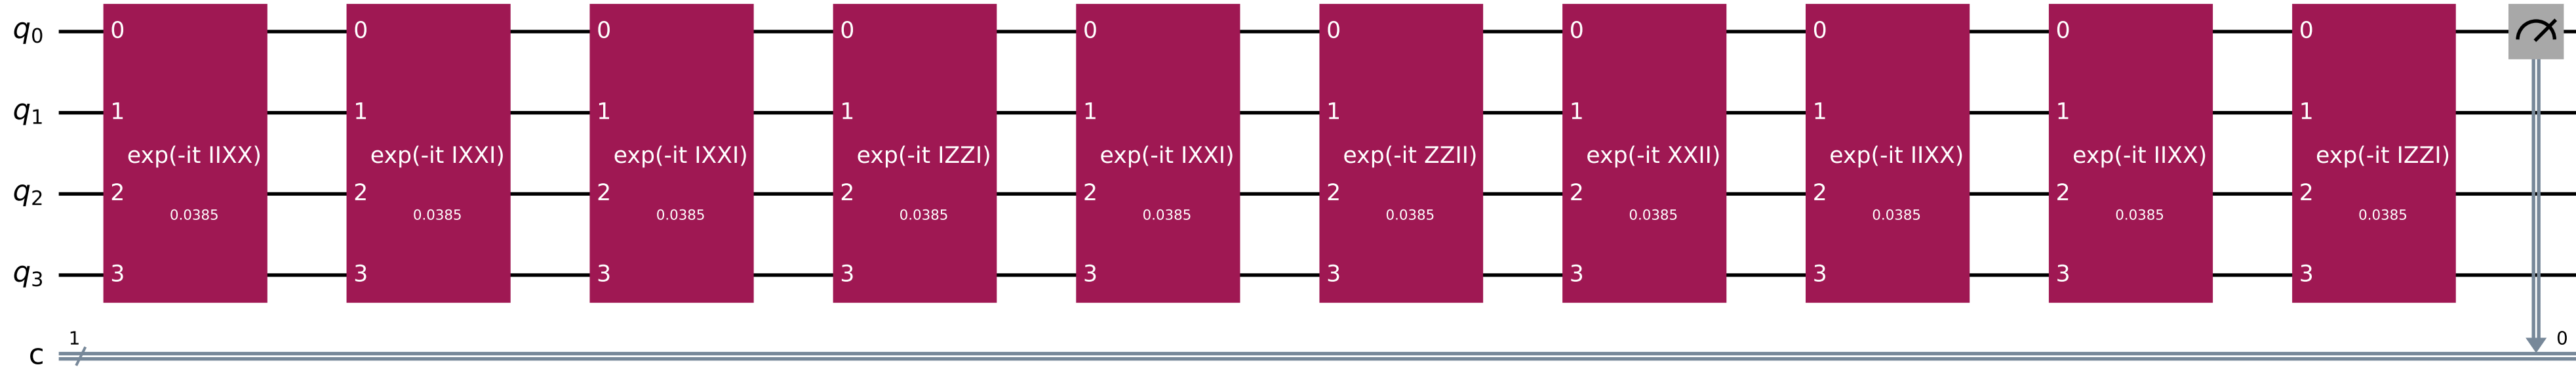 q0 0 0 0 0 0 0 0 0 0 0
q1 1 1 1 1 1 1 1 1 1 1
exp(-it IIXX) exp(-it IXXI) exp(-it IXXI) exp(-it IZZI) exp(-it IXXI) exp(-it ZZII) exp(-it XXII) exp(-it IIXX) exp(-it IIXX) exp(-it IZZI)
q2 2 2 2 2 2 2 2 2 2 2
0.0385 0.0385 0.0385 0.0385 0.0385 0.0385 0.0385 0.0385 0.0385 0.0385
q3 3 3 3 3 3 3 3 3 3 3
1 0
c